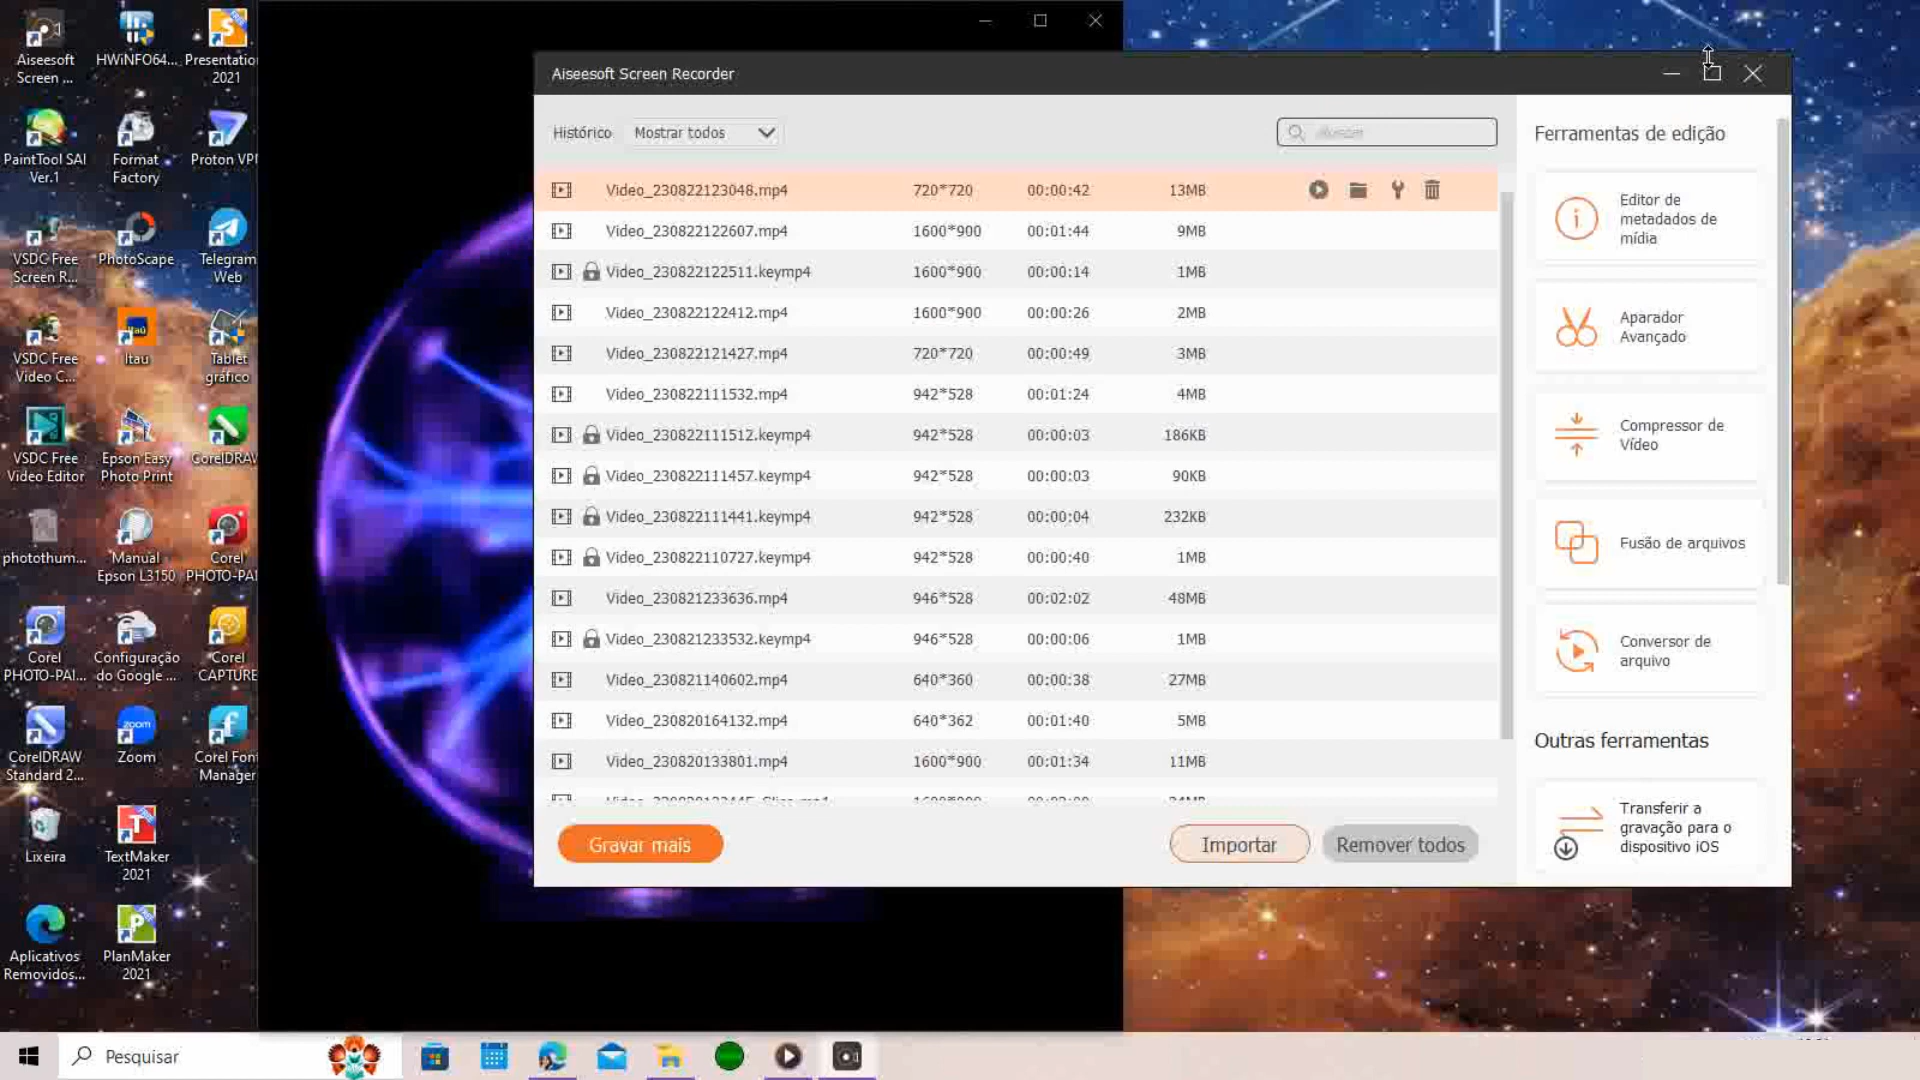 Aiseesoft
Screen ...
HWiNFO64...
Presentatio
2021
PaintTool SAI
Ver.1
Format
Factory
Proton VP
VSDC Free
Screen R...
PhotoScape
Telegram
Web
VSDC Free
Video C...
Itau
Tablet
gráfico
VSDC Free
Video Editor
Epson Easy
Photo Print
CorelDRAW
photothum...
Manual
Epson L3150
Corel
PHOTO-PA
Corel
PHOTO-PAI...
Configuração
do Google ...
Corel
CAPTURE
CorelDRAW
Standard 2...
zoom
Zoom
Corel Fon
Manager
Lixeira
TextMaker
2021
Aplicativos
Removidos...
PlanMaker
2021
Aiseesoft Screen Recorder
Histórico
Mostrar todos
Video_230822123048.mp4 720*720 00:00:42 13MB
Video_230822122607.mp4 1600*900 00:01:44 9MB
Video_230822122511.keymp4 1600*900 00:00:14 1MB
Video_230822122412.mp4 1600*900 00:00:26 2MB
Video_230822121427.mp4 720*720 00:00:49 3MB
Video_230822111532.mp4 942*528 00:01:24 4MB
Video_230822111512.keymp4 942*528 00:00:03 186KB
Video_230822111457.keymp4 942*528 00:00:03 90KB
Video_230822111441.keymp4 942*528 00:00:04 232KB
Video_230822110727.keymp4 942*528 00:00:40 1MB
Video_230821233636.mp4 946*528 00:02:02 48MB
Video_230821233532.keymp4 946*528 00:00:06 1MB
Video_230821140602.mp4 640*360 00:00:38 27MB
Video_230820164132.mp4 640*362 00:01:40 5MB
Video_230820133801.mp4 1600*900 00:01:34 11MB
Gravar mais
Importar
Remover todos
Ferramentas de edição
Editor de
metadados de
mídia
Aparador
Avançado
Compressor de
Vídeo
Fusão de arquivos
Conversor de
arquivo
Outras ferramentas
Transferir a
gravação para o
dispositivo iOS
Pesquisar